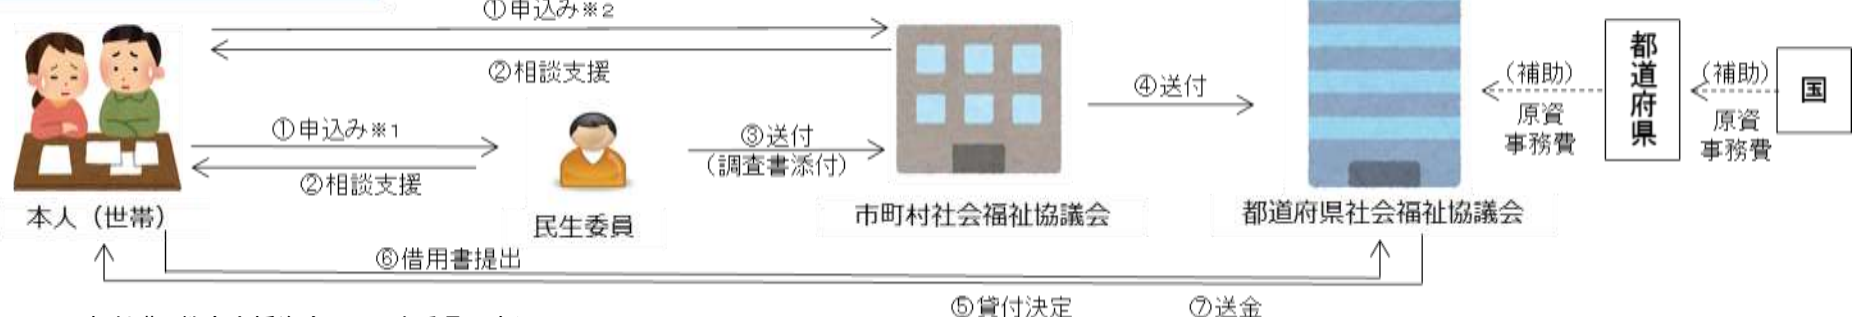 ①申込み※2
②相談支援
①申込み※1
②相談支援
本人（世帯）
民生委員
③送付
（調査書添付）
市町村社会福祉協議会
④送付
都道府県社会福祉協議会
（補助）
原資
事務費
都道府県
（補助）
原資
事務費
国
⑥借用書提出
⑤貸付決定
⑦送金